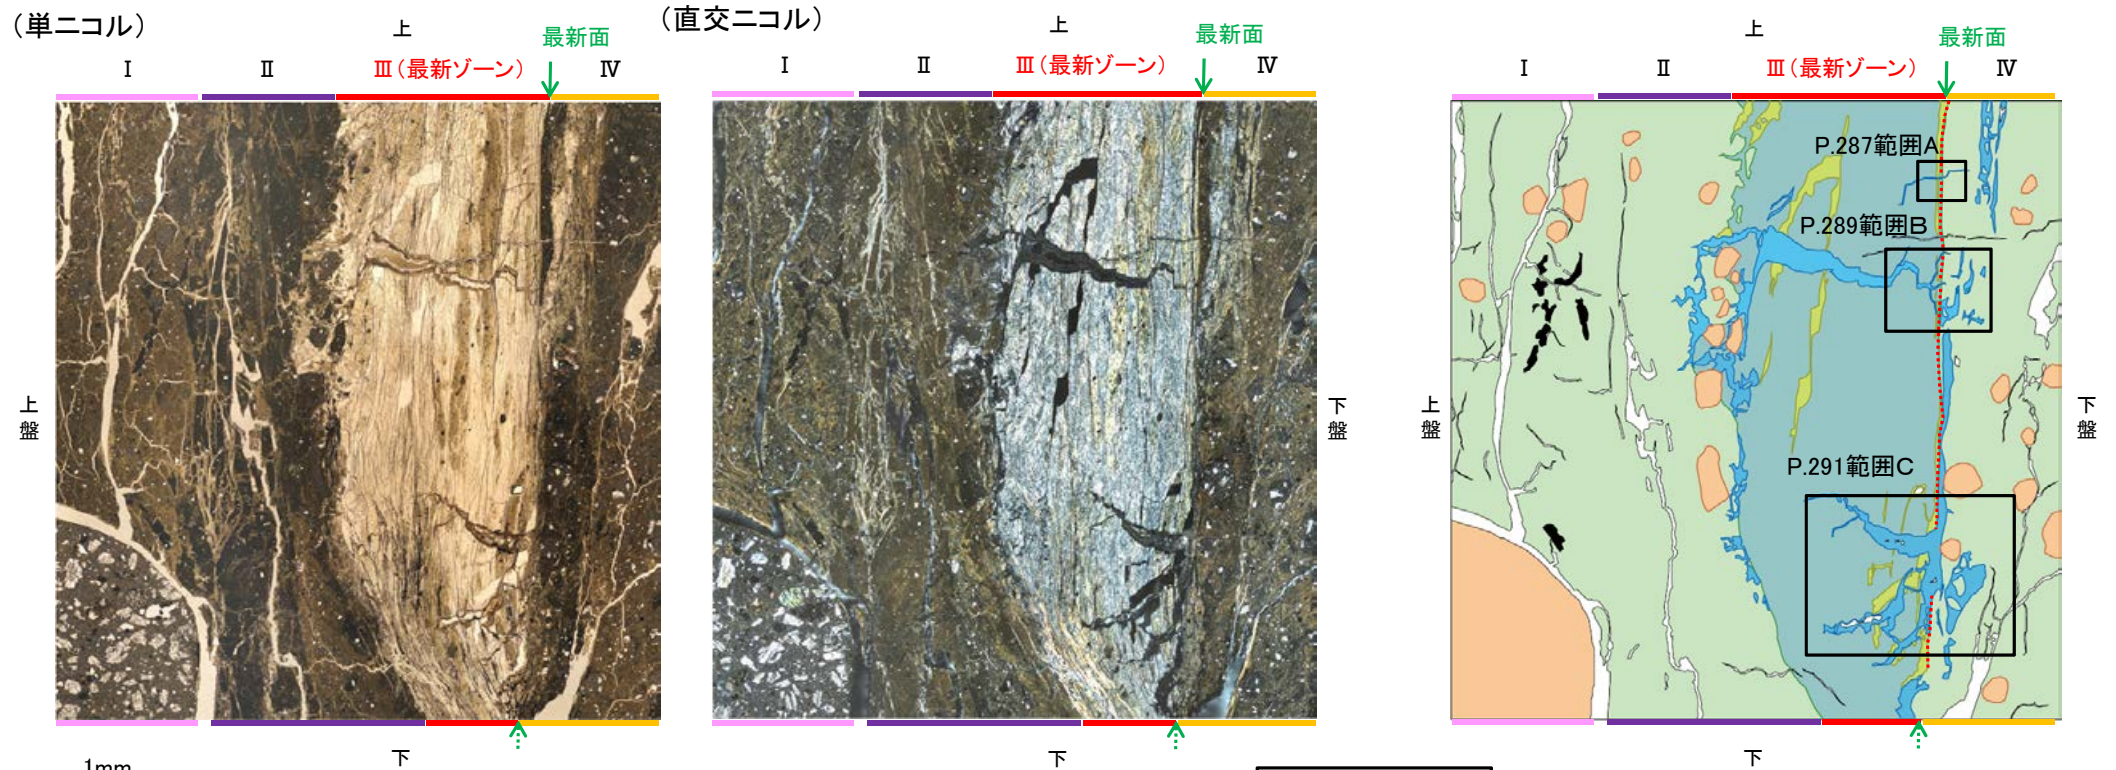 (単ニコル)
上
最新面
Ⅰ
Ⅱ
Ⅲ(最新ゾーン)
Ⅳ
上盤
下
1mm
(直交ニコル)
上
最新面
Ⅰ
Ⅱ
Ⅲ(最新ゾーン)
Ⅳ
下盤
下
上
最新面
Ⅰ
Ⅱ
Ⅲ(最新ゾーン)
Ⅳ
P.287範囲A
P.289範囲B
P.291範囲C
上盤
下盤
下